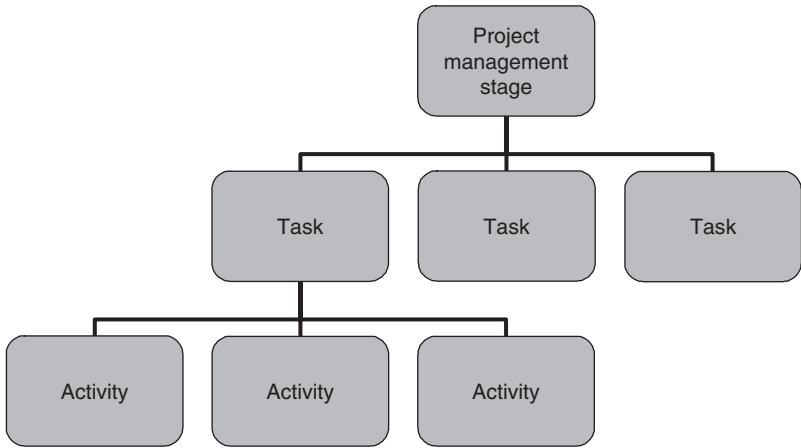 Project
management
stage
Task
Task
Task
Activity
Activity
Activity